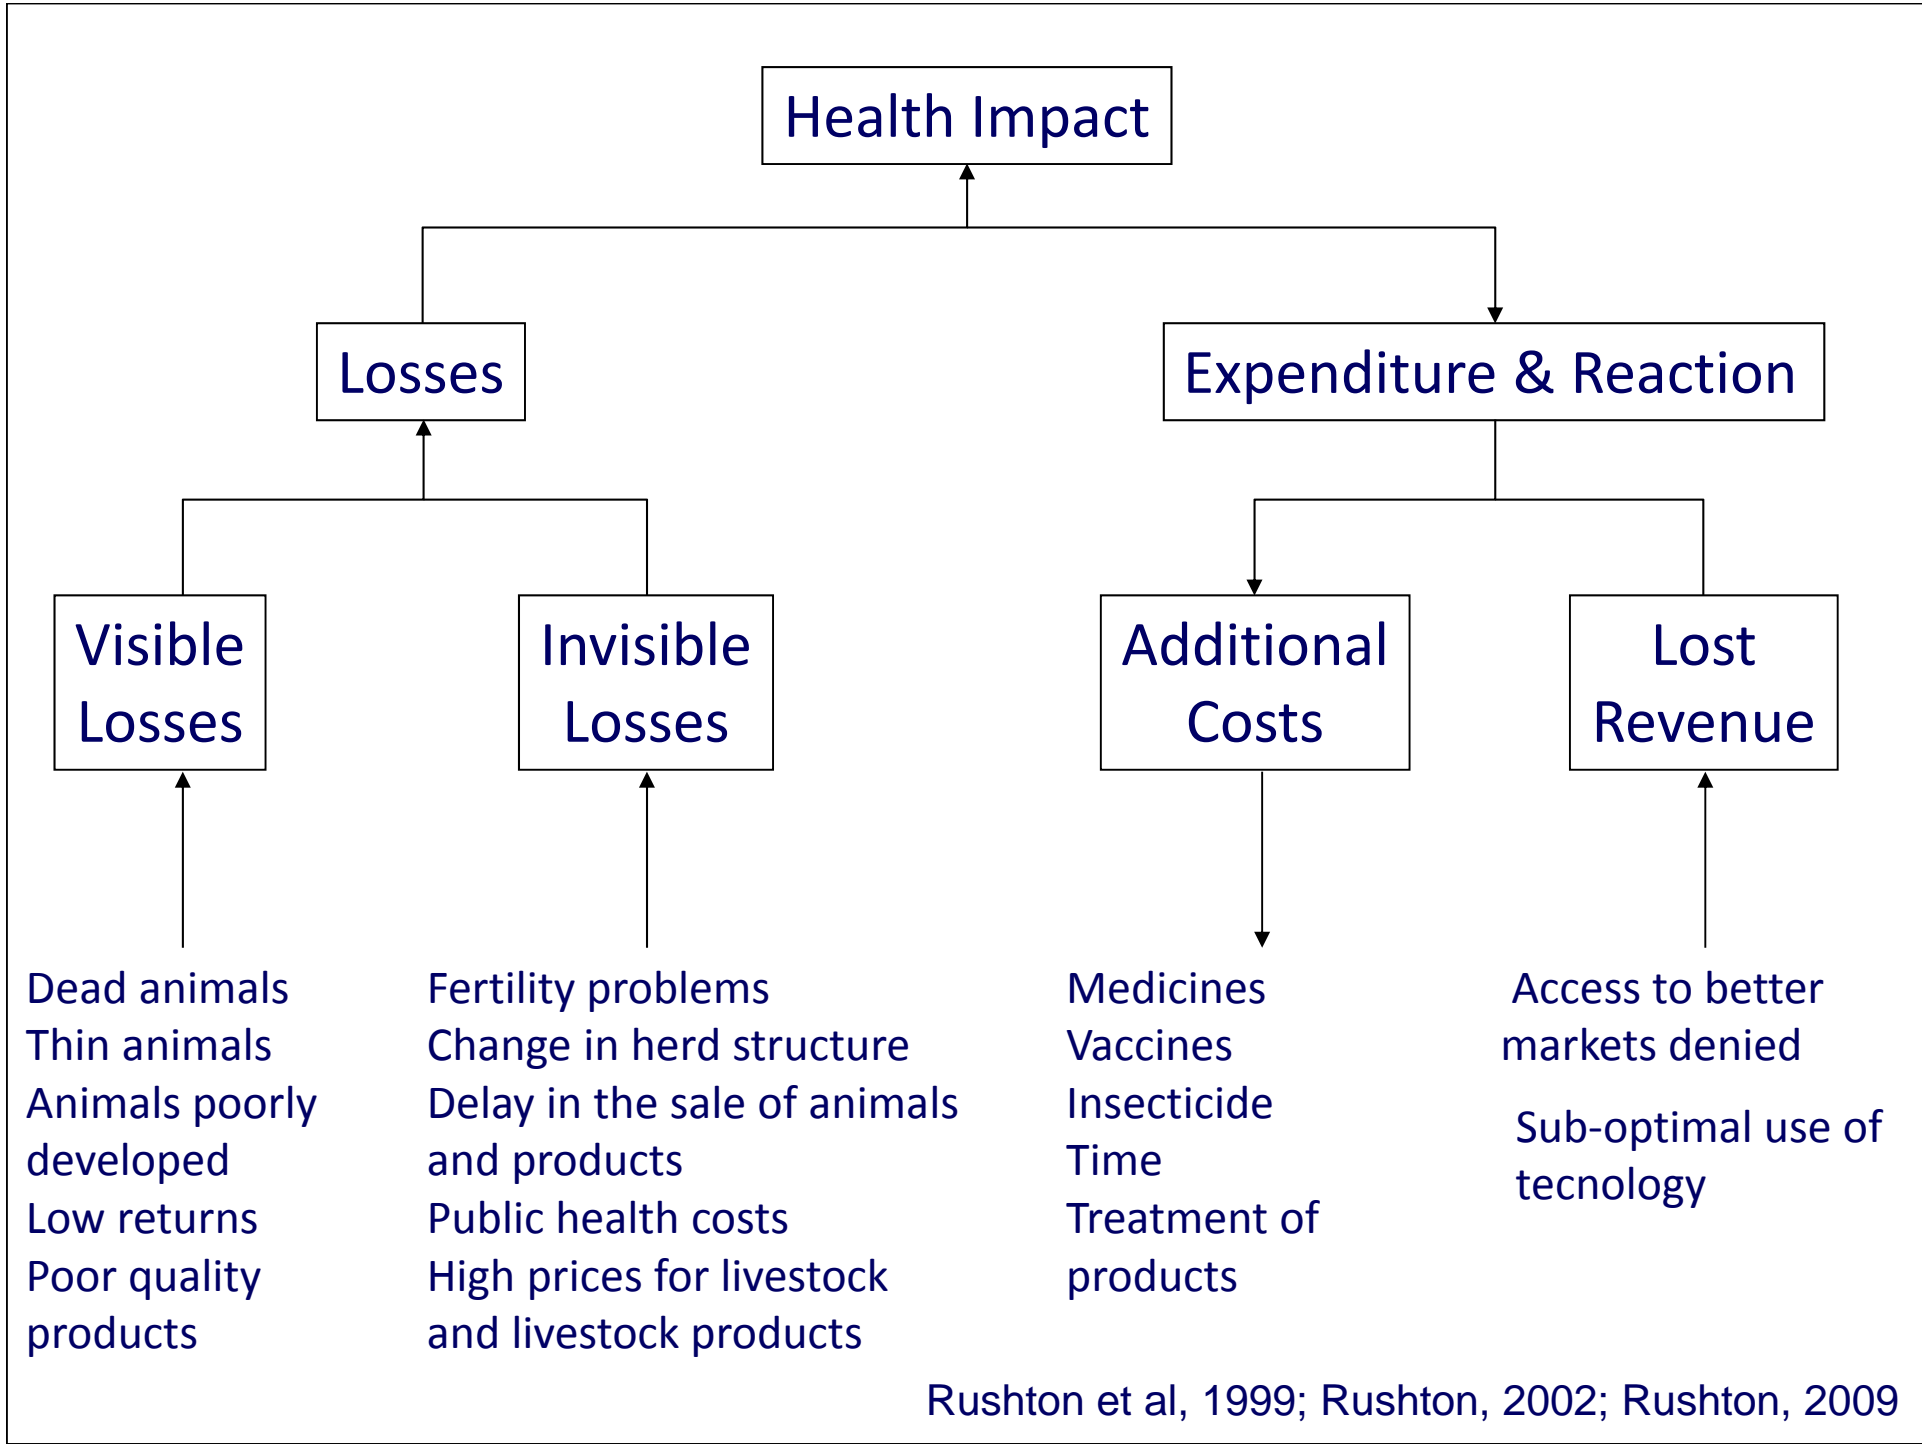 Health Impact
Losses
Expenditure & Reaction
Visible
Losses
Invisible
Losses
Additional
Costs
Lost
Revenue
Dead animals
Thin animals
Animals poorly
developed
Low returns
Poor quality
products
Fertility problems
Change in herd structure
Delay in the sale of animals
and products
Public health costs
High prices for livestock
and livestock products
Medicines
Vaccines
Insecticide
Time
Treatment of
products
Access to better
markets denied
Sub-optimal use of
tecnology
Rushton et al, 1999; Rushton, 2002; Rushton, 2009